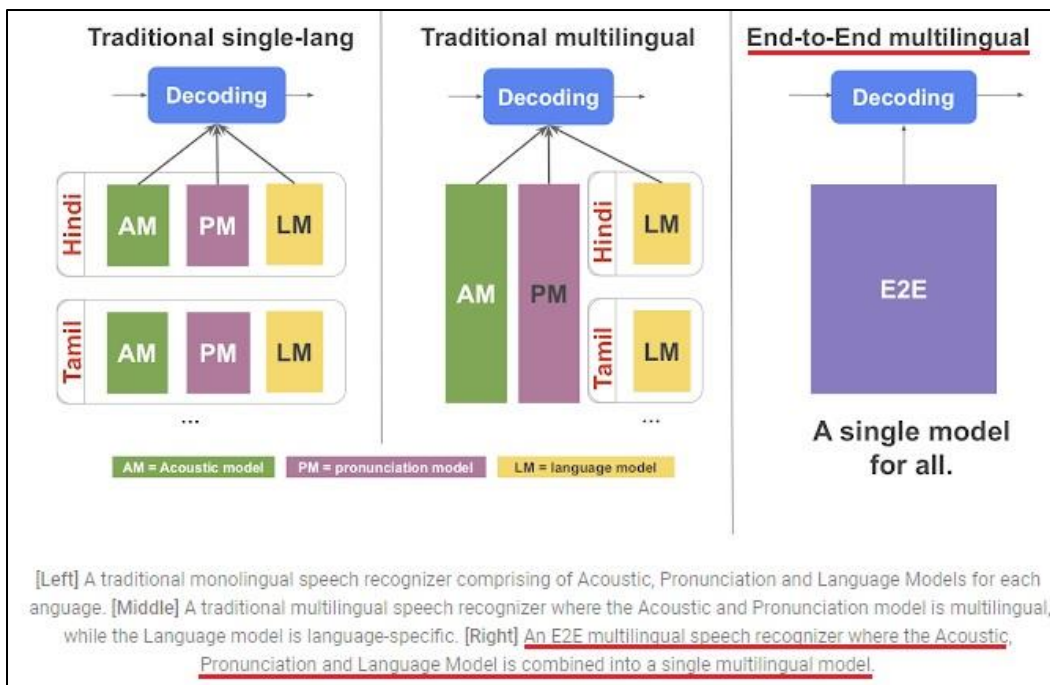 Traditional single-lang
Traditional multilingual
End-to-End multilingual
Decoding
Decoding
Decoding
Hindi
AM
PM
LM
Tamil
AM
PM
LM
...
AM
PM
Hindi
LM
Tamil
LM
...
E2E
A single model
for all.
AM = Acoustic model
PM = pronunciation model
LM = language model
[Left] A traditional monolingual speech recognizer comprising of Acoustic, Pronunciation and Language Models for each
anguage. [Middle] A traditional multilingual speech recognizer where the Acoustic and Pronunciation model is multilingual,
while the Language model is language-specific. [Right] An E2E multilingual speech recognizer where the Acoustic,
Pronunciation and Language Model is combined into a single multilingual model.